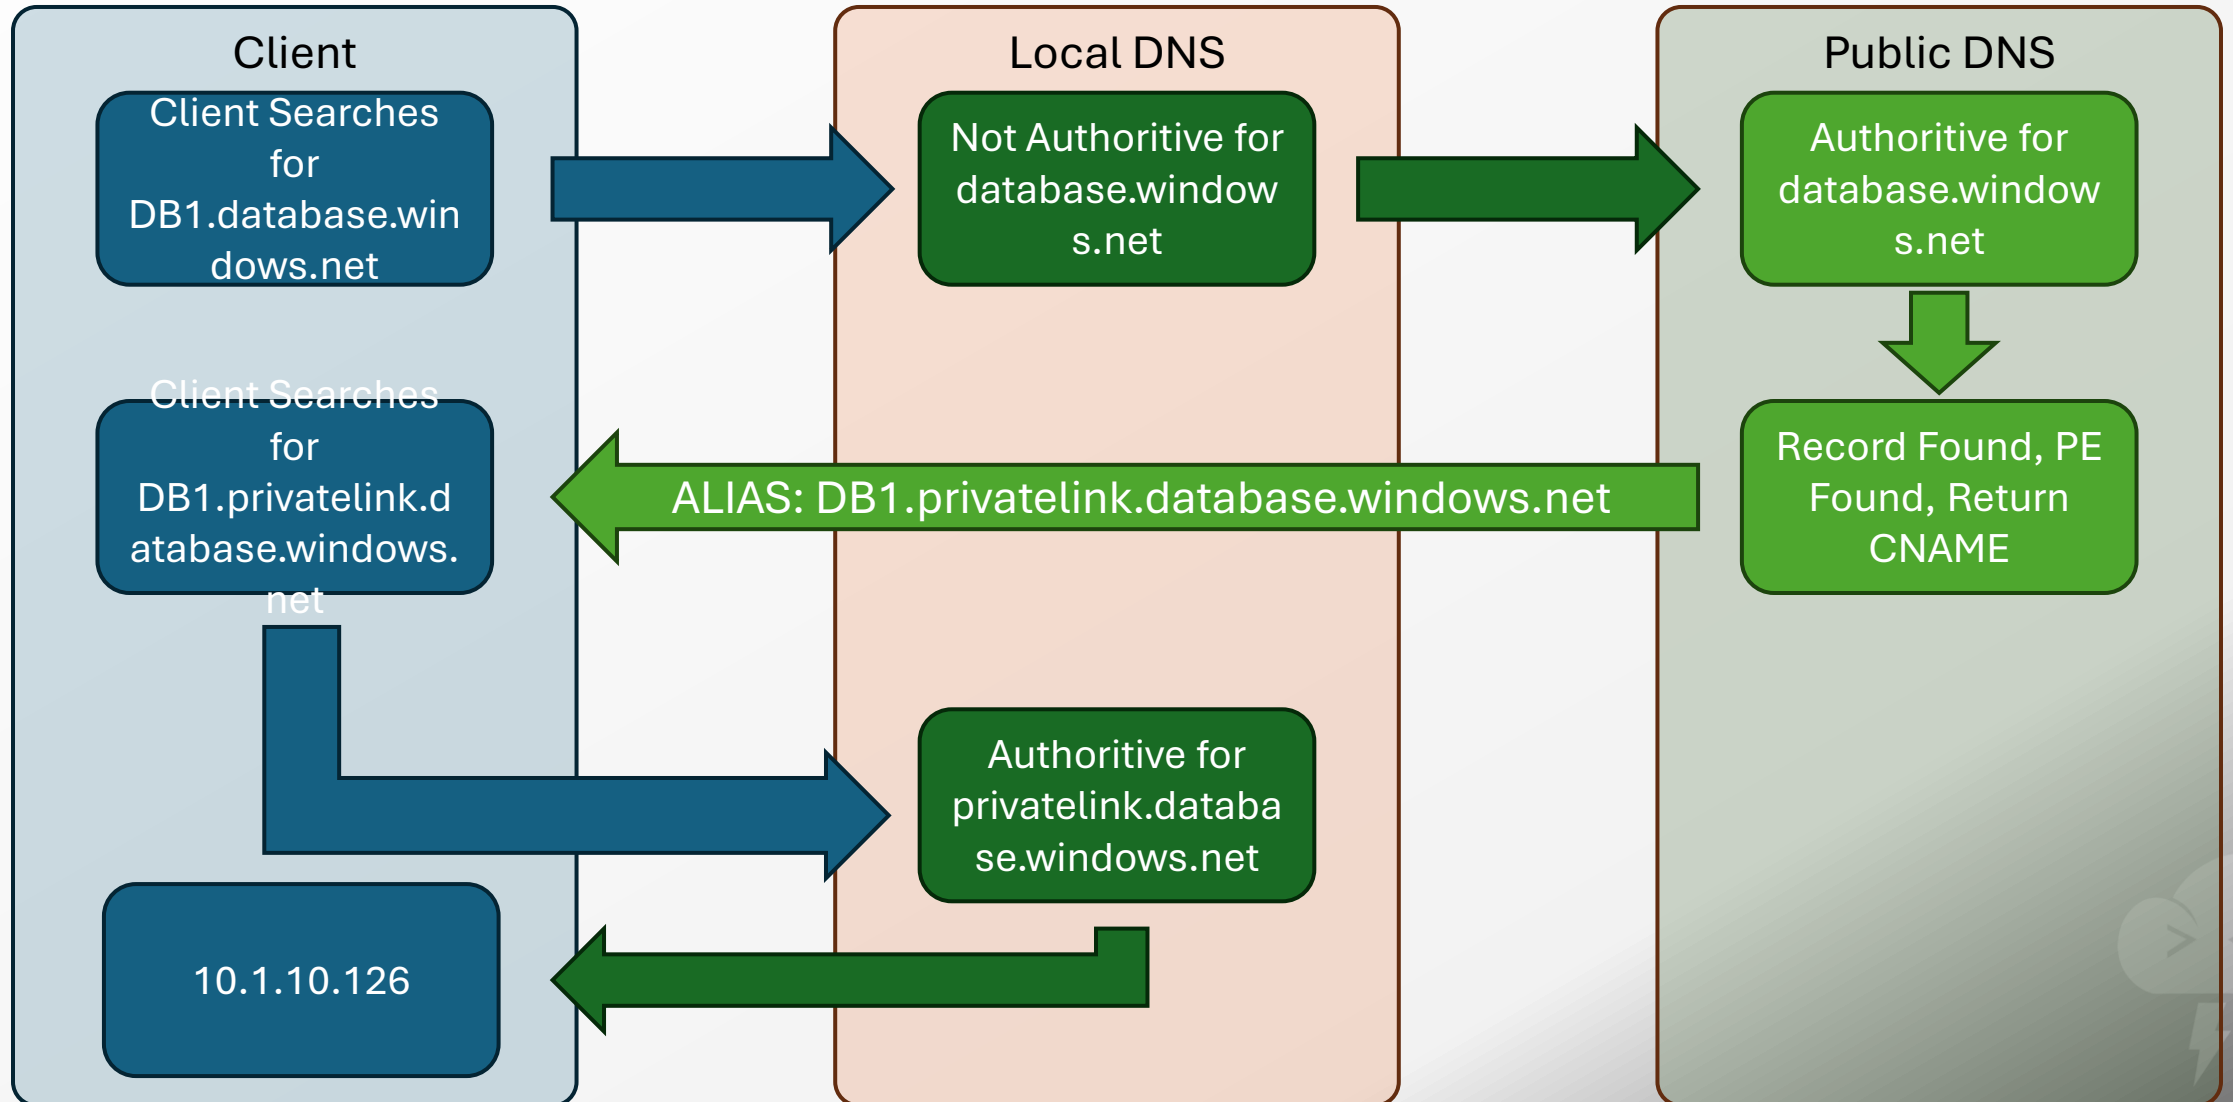 Client
Client Searches
for
DB1.database.win
dows.net
Local DNS
Not Authoritive for
database.window
s.net
Public DNS
Authoritive for
database.window
s.net
Client Searches
for
DB1.privatelink.d
atabase.windows.
net
ALIAS: DB1.privatelink.database.windows.net
Record Found, PE
Found, Return
CNAME
Authoritive for
privatelink.databa
se.windows.net
10.1.10.126